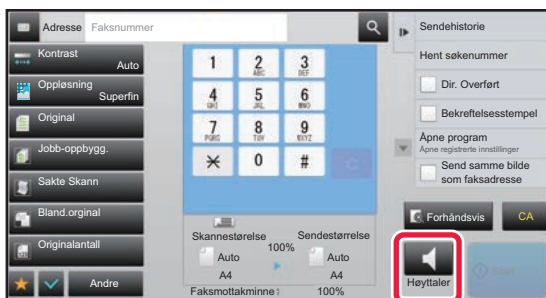 Adresse Faksnummer
Kontrast
Auto
Oppløsning
Superfin
Original
Jobb-oppbygg.
Sakte Skann
Bland.orginal
Originalantall
Andre
1
2
ABC
3
DEF
4
GHI
5
JKL
6
MNO
7
PQRS
8
TUV
9
WXYZ
0
#
Skannestørelse
Sendestørrelse
100%
Auto
Auto
A4
A4
Faksmottakminne:
100%
Sendehistorie
Hent søkenummer
Dir. Overført
Bekreftelsesstempel
Åpne program
Åpne registrerte innstillinger
Send samme bilde
som faksadresse
Forhåndsvis
CA
Høyttaler
Start